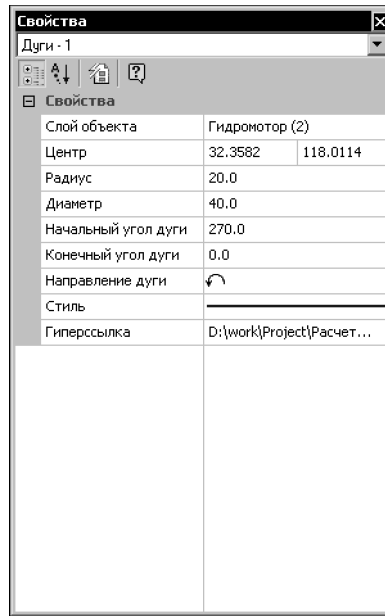 Свойства
Дуги - 1
Свойства
Слой объекта Гидромотор (2)
Центр 32.3582 118.0114
Радиус 20.0
Диаметр 40.0
Начальный угол дуги 270.0
Конечный угол дуги 0.0
Направление дуги
Стиль
Гиперссылка D:\work\Project\Расчет...